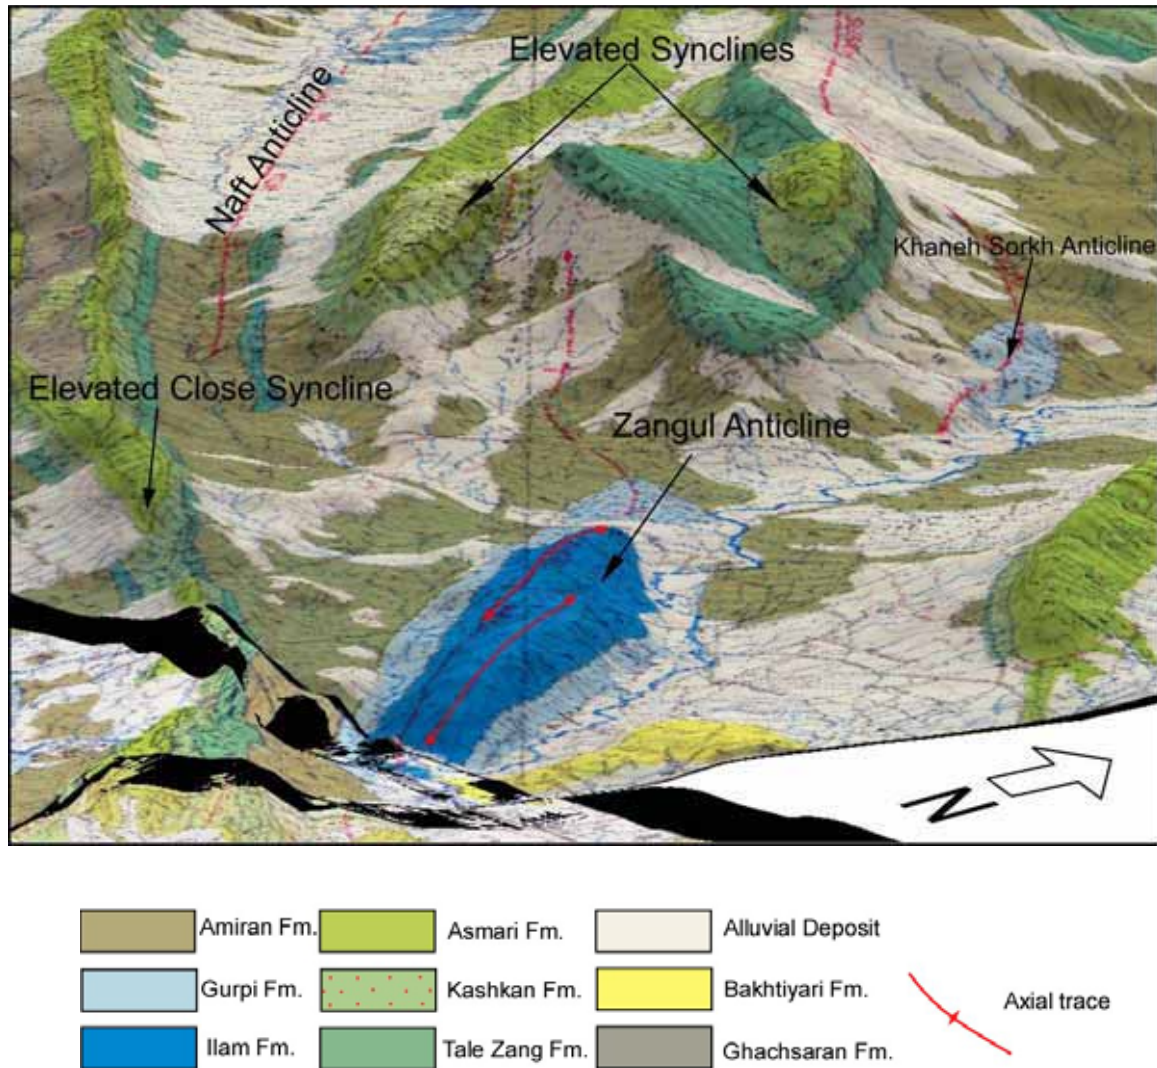 Elevated Synclines
Naft Anticline
Khaneh Sorkh Anticline
Elevated Close Syncline
Zangul Anticline
N
Amiran Fm.
Asmari Fm.
Alluvial Deposit
Gurpi Fm.
Kashkan Fm.
Bakhtiyari Fm.
Axial trace
Ilam Fm.
Tale Zang Fm.
Ghachsaran Fm.